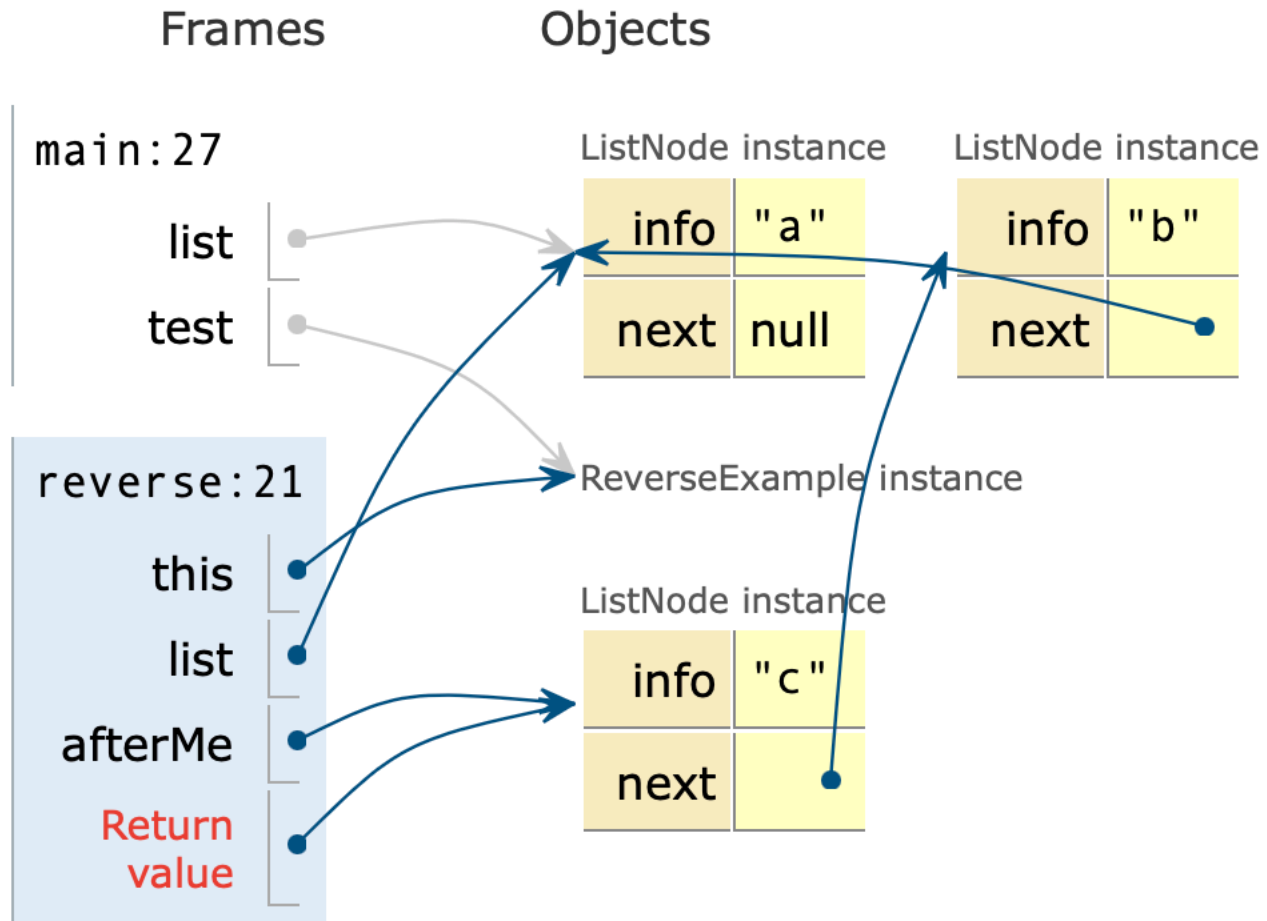 Frames Objects
main:27
list
test
ListNode instance
info "a"
next null
ListNode instance
info "b"
next
reverse:21
this
list
afterMe
Return
value
ReverseExample instance
ListNode instance
info "c"
next